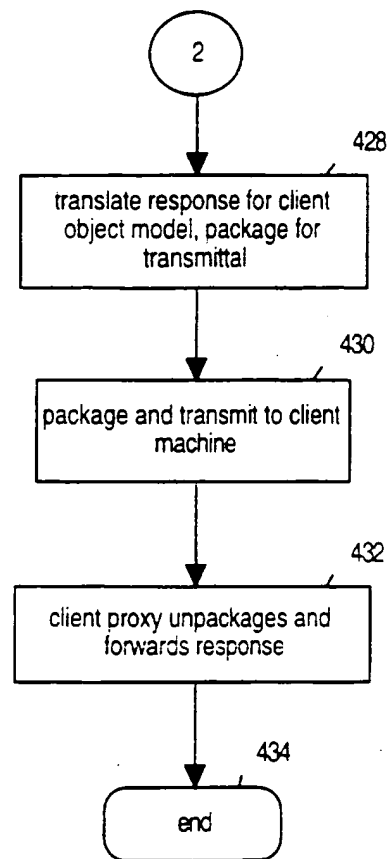 2
428
translate response for client
object model, package for
transmittal
430
package and transmit to client
machine
432
client proxy unpackages and
forwards response
434
end